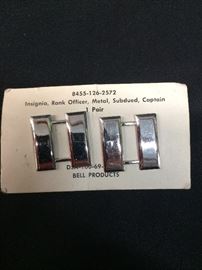 8455-126-2572
Insignia, Rank Officer, Metal, Subdued, Captain
1 Pair
BELL PRODUCTS